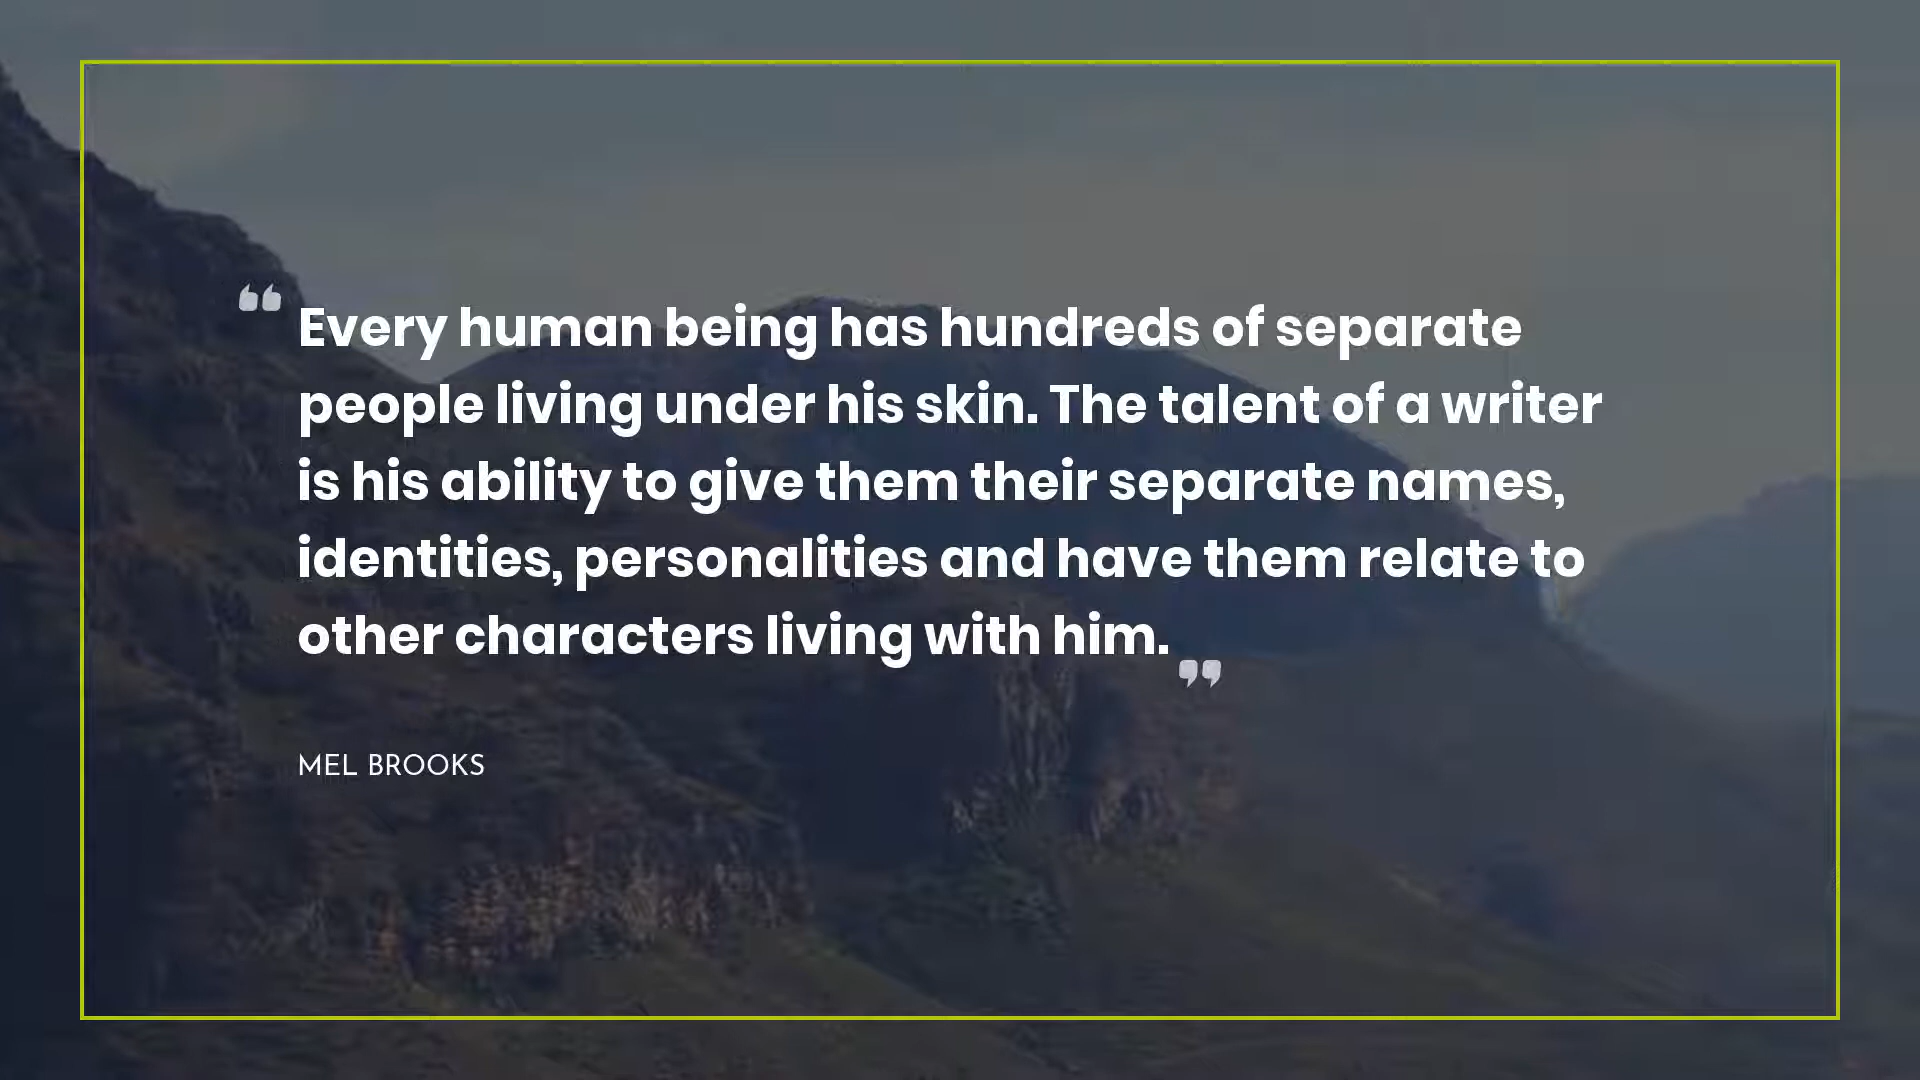 “Every human being has hundreds of separate
people living under his skin. The talent of a writer
is his ability to give them their separate names,
identities, personalities and have them relate to
other characters living with him.”
MEL BROOKS